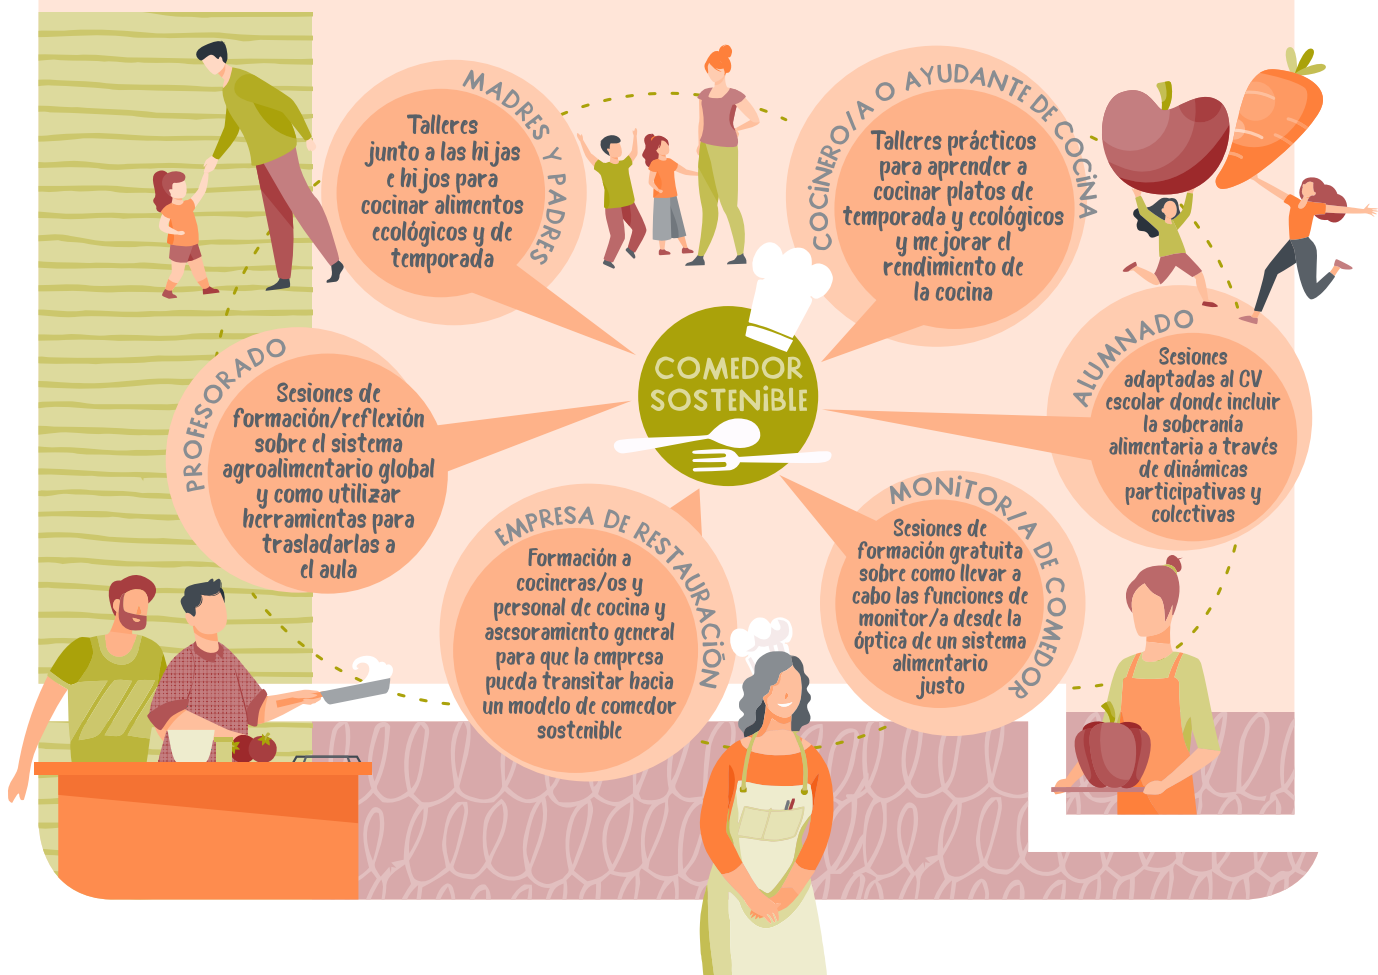 MADRES Y PADRES
Talleres
junto a las hijas
e hijos para
cocinar alimentos
ecológicos y de
temporada
COCINERO/A O AYUDANTE DE COCINA
Talleres prácticos
para aprender a
cocinar platos de
temporada y ecológicos
y mejorar el
rendimiento de
la cocina
COMEDOR
SOSTENiBLE
PROFESORADO
Sesiones de
formación/reflexión
sobre el sistema
agroalimentario global
y como utilizar
herramientas para
trasladarlas a
el aula
ALUMNADO
Sesiones
adaptadas al CV
escolar donde incluir
la soberanía
alimentaria a través
de dinámicas
participativas y
colectivas
EMPRESA DE RESTAURACIÓN
Formación a
cocineras/os y
personal de cocina y
asesoramiento general
para que la empresa
pueda transitar hacia
un modelo de comedor
sostenible
MONiTOR/A DE COMEDOR
Sesiones de
formación gratuita
sobre como llevar a
cabo las funciones de
monitor/a desde la
óptica de un sistema
alimentario
justo